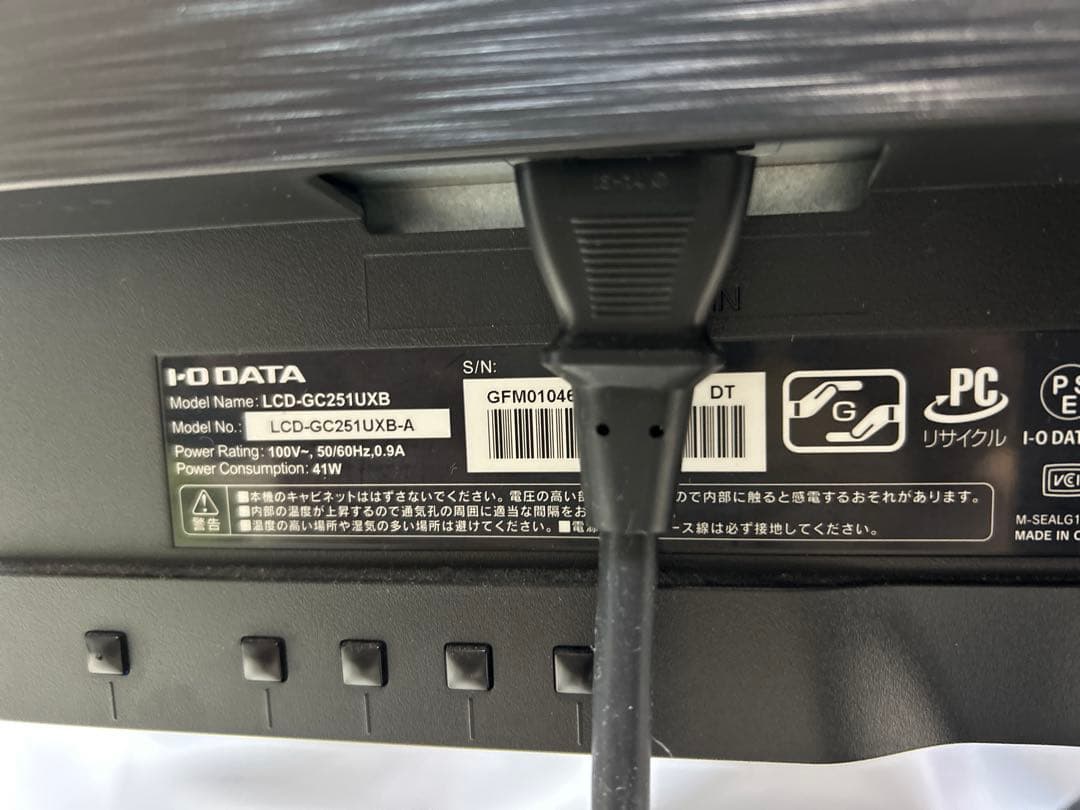 IN
I-O DATA
Model Name: LCD-GC251UXB
Model No.: LCD-GC251UXB-A
Power Rating: 100V~, 50/60Hz,0.9A
Power Consumption: 41W
S/N:
GFM01046 DT
G
PC
リサイクル
PS
E
I-O DAT
VCI
M-SEALG1
MADE IN C
警告
■本機のキャビネットははずさないでください。電圧の高い ので内部に触ると感電するおそれがあります。
■内部の温度が上昇するので通気孔の周囲に適当な間隔をお
■温度の高い場所や湿気の多い場所は避けてください。■電源 ース線は必ず接地してください。